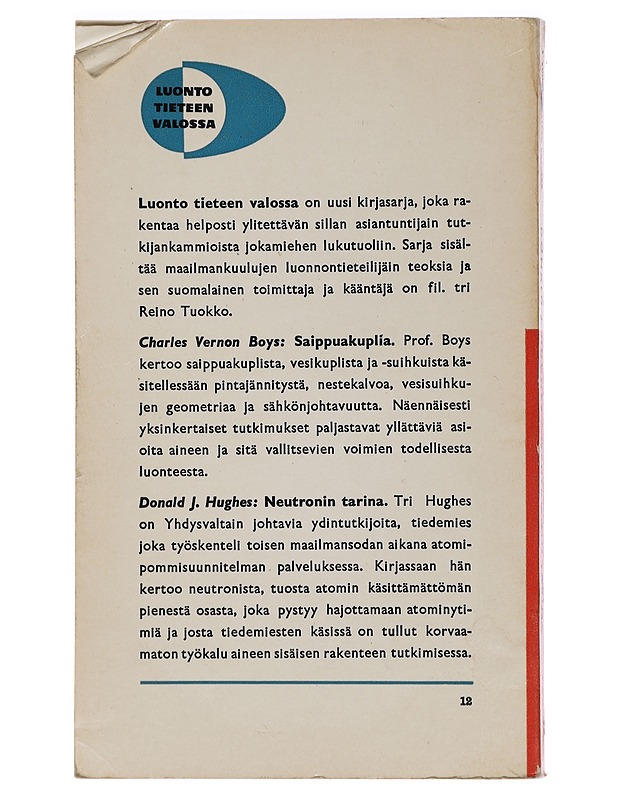 LUONTO
TIETEEN
VALOSSA
Luonto tieteen valossa on uusi kirjasarja, joka ra-
kentaa helposti ylitettävän sillan asiantuntijain tut-
kijankammioista jokamiehen lukutuoliin. Sarja sisäl-
tää maailmankuulujen luonnontieteilijäin teoksia ja
sen suomalainen toimittaja ja kääntäjä on fil. tri
Reino Tuokko.
Charles Vernon Boys: Saippuakuplia. Prof. Boys
kertoo saippuakuplista, vesikuplista ja -suihkuista kä-
sitellessään pintajännitystä, nestekalvoa, vesisuihku-
jen geometriaa ja sähkönjohtavuutta. Näennäisesti
yksinkertaiset tutkimukset paljastavat yllättäviä asi-
oita aineen ja sitä vallitsevien voimien todellisesta
luonteesta.
Donald J. Hughes: Neutronin tarina. Tri Hughes
on Yhdysvaltain johtavia ydintutkijoita, tiedemies
joka työskenteli toisen maailmansodan aikana atomi-
pommisuunnitelman palveluksessa. Kirjassaan hän
kertoo neutronista, tuosta atomin käsittämättömän
pienestä osasta, joka pystyy hajottamaan atominyti-
miä ja josta tiedemiesten käsissä on tullut korvaa-
maton työkalu aineen sisäisen rakenteen tutkimisessa.
12